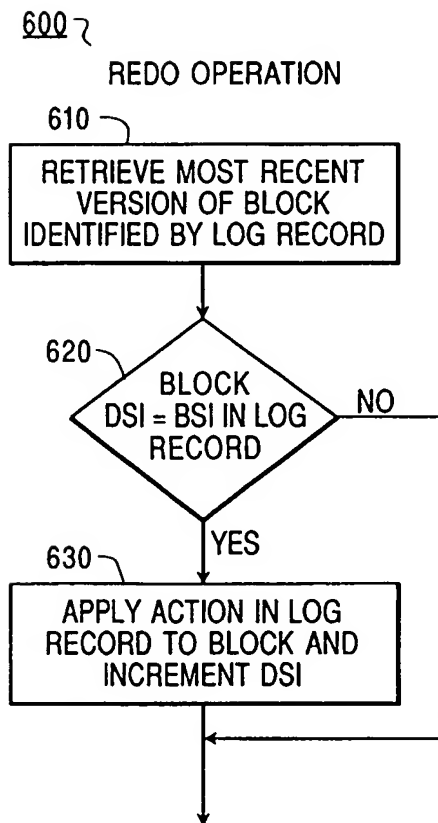 600
REDO OPERATION
610
RETRIEVE MOST RECENT
VERSION OF BLOCK
IDENTIFIED BY LOG RECORD
620
BLOCK
DSI = BSI IN LOG
RECORD
NO
YES
630
APPLY ACTION IN LOG
RECORD TO BLOCK AND
INCREMENT DSI